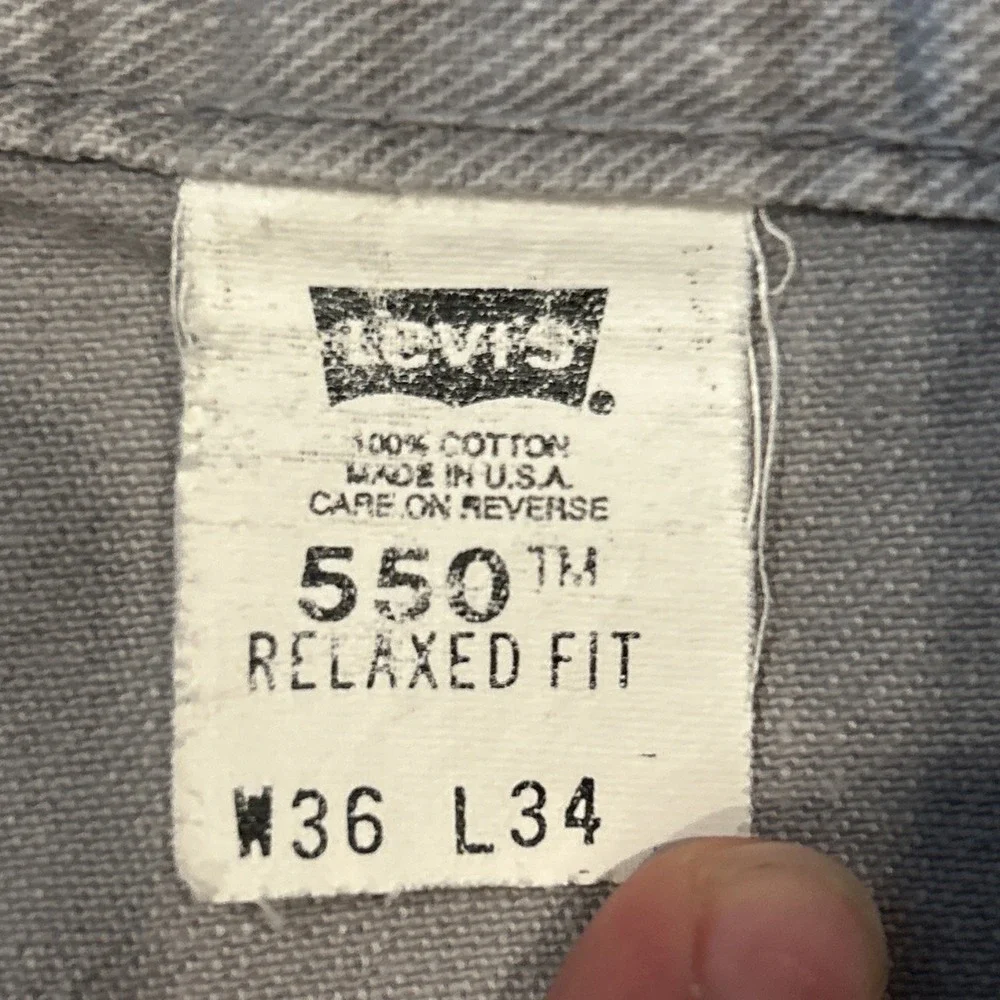 Levi's ®
100% COTTON
MADE IN U.S.A.
CARE ON REVERSE
550™
RELAXED FIT
W36 L34